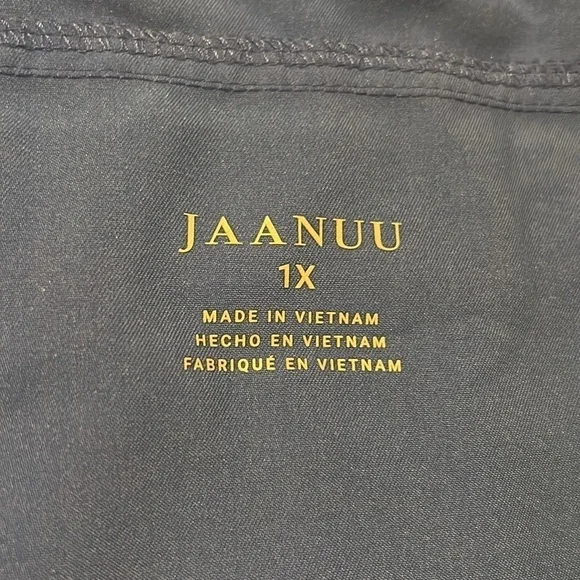 JAANUU
1X
MADE IN VIETNAM
HECHO EN VIETNAM
FABRIQUÉ EN VIETNAM